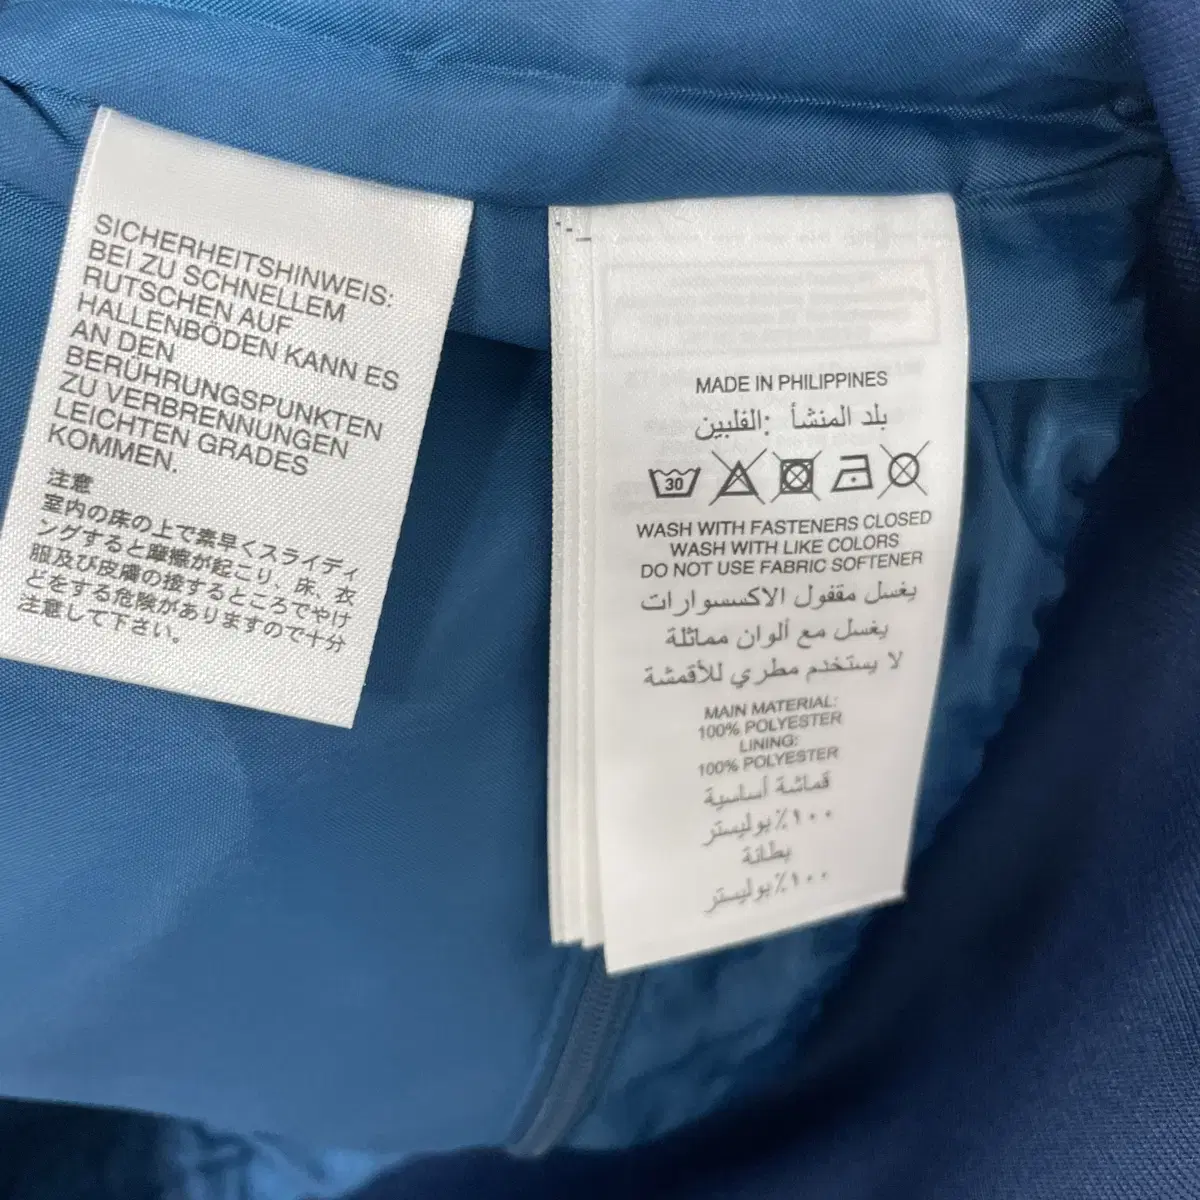 SICHERHEITSHINWEIS:
BEI ZU SCHNELLEM
RUTSCHEN AUF
HALLENBÖDEN KANN ES
AN DEN
BERÜHRUNGSPUNKTEN
ZU VERBRENNUNGEN
LEICHTEN GRADES
KOMMEN.
注意
室内の床の上で素早くスライディ
ングすると摩擦が起こり、床、衣
服及び皮膚の接するところでやけ
どをする危険がありますので十分
注意して下さい。
MADE IN PHILIPPINES
بلد المنشأ: الفلبين
30
WASH WITH FASTENERS CLOSED
WASH WITH LIKE COLORS
DO NOT USE FABRIC SOFTENER
يغسل مقفول الاكسسوارات
يغسل مع ألوان مماثلة
لا يستخدم مطري للأقمشة
MAIN MATERIAL:
100% POLYESTER
LINING:
100% POLYESTER
قماشة أساسية
١٠٠٪ بوليستر
بطانة
١٠٠٪ بوليستر